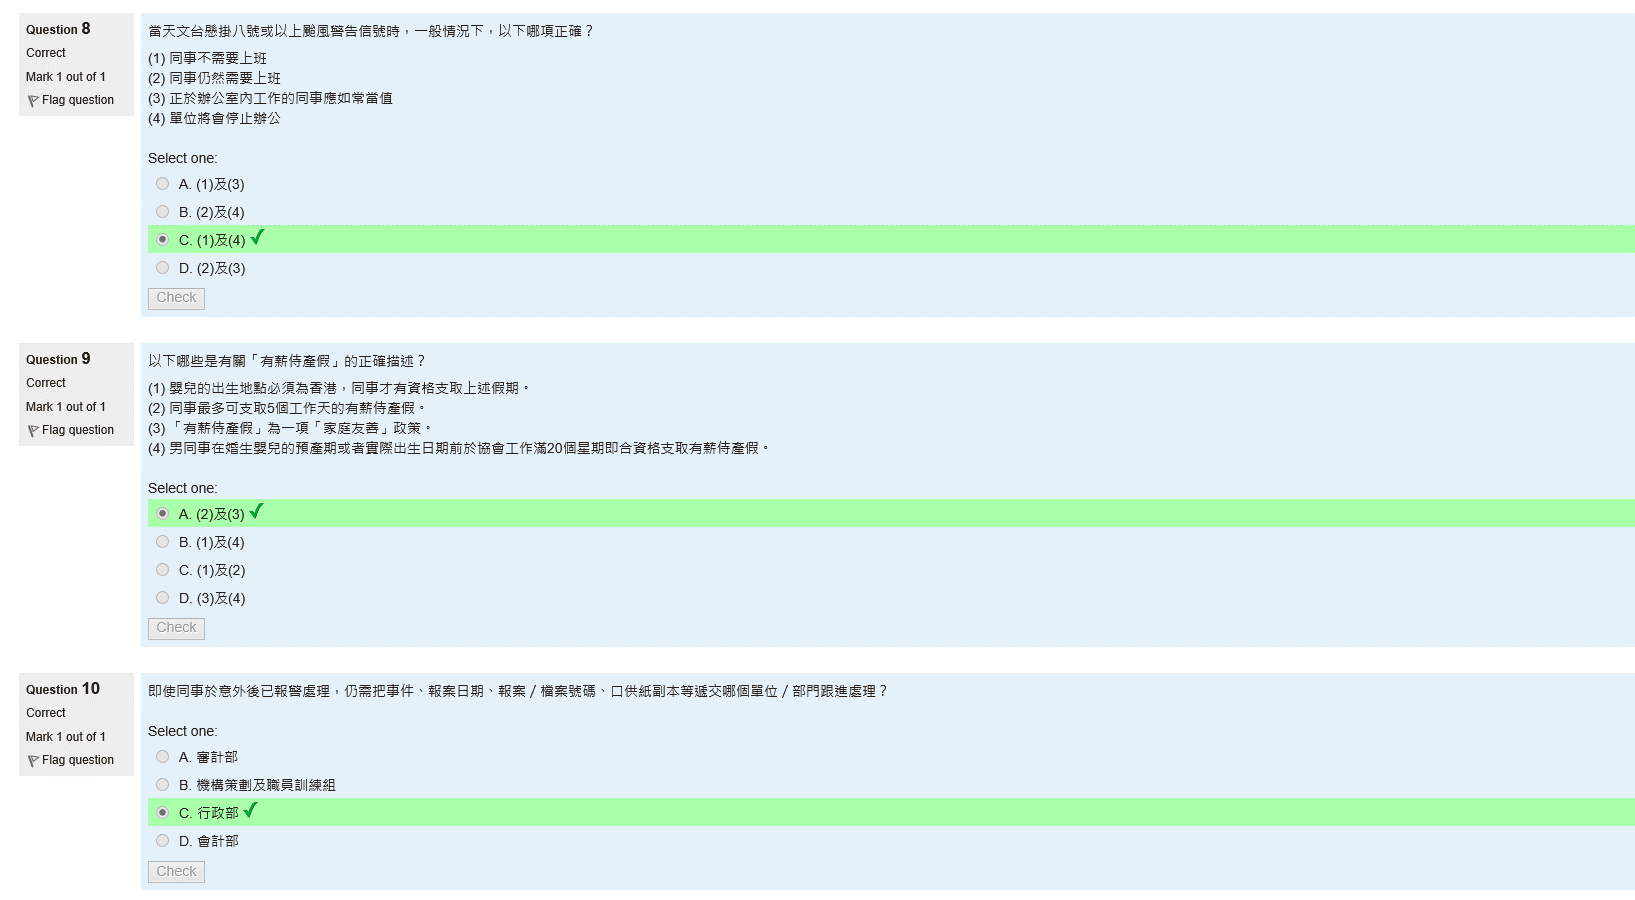 Question 8
Correct
Mark 1 out of 1
Flag question
當天文台懸掛八號或以上颱風警告信號時，一般情況下，以下哪項正確？
(1) 同事不需要上班
(2) 同事仍然需要上班
(3) 正於辦公室內工作的同事應如常當值
(4) 單位將會停止辦公
Select one:
A. (1)及(3)
B. (2)及(4)
C. (1)及(4)
D. (2)及(3)
Check
Question 9
Correct
Mark 1 out of 1
Flag question
以下哪些是有關「有薪侍產假」的正確描述？
(1) 嬰兒的出生地點必須為香港，同事才有資格支取上述假期。
(2) 同事最多可支取5個工作天的有薪侍產假。
(3) 「有薪侍產假」為一項「家庭友善」政策。
(4) 男同事在婚生嬰兒的預產期或者實際出生日期前於協會工作滿20個星期即合資格支取有薪侍產假。
Select one:
A. (2)及(3)
B. (1)及(4)
C. (1)及(2)
D. (3)及(4)
Check
Question 10
Correct
Mark 1 out of 1
Flag question
即使同事於意外後已報警處理，仍需把事件、報案日期、報案 / 檔案號碼、口供紙副本等遞交哪個單位 / 部門跟進處理？
Select one:
A. 審計部
B. 機構策劃及職員訓練組
C. 行政部
D. 會計部
Check